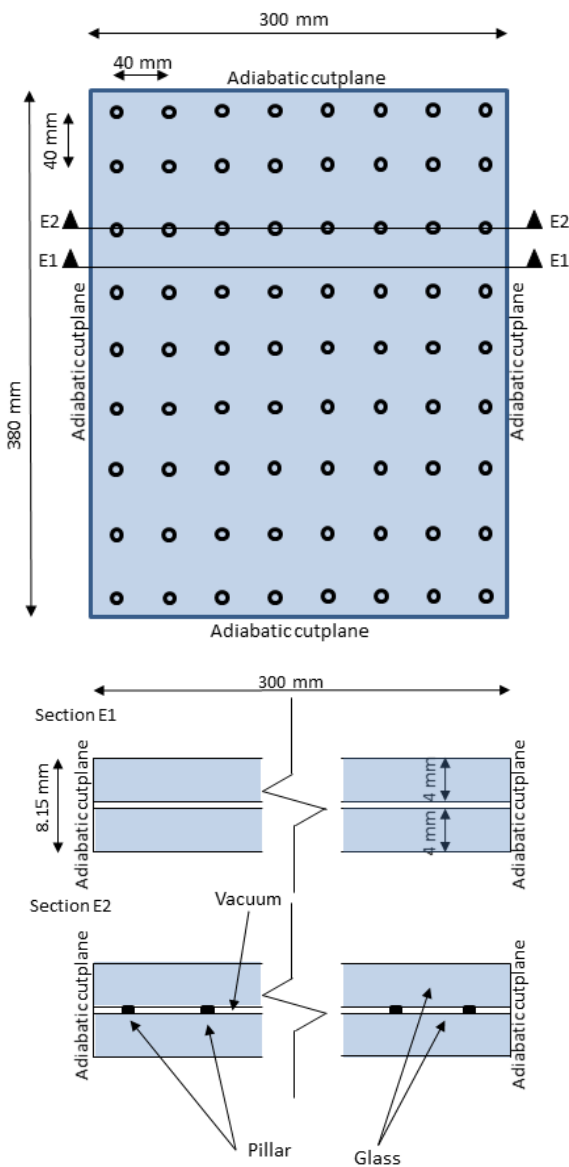 300 mm
40 mm
Adiabatic cutplane
40 mm
E2
E2
E1
E1
Adiabatic cutplane
Adiabatic cutplane
380 mm
Adiabatic cutplane
300 mm
Section E1
Adiabatic cutplane
8.15 mm
4 mm
4 mm
Adiabatic cutplane
Section E2
Vacuum
Adiabatic cutplane
Adiabatic cutplane
Pillar
Glass